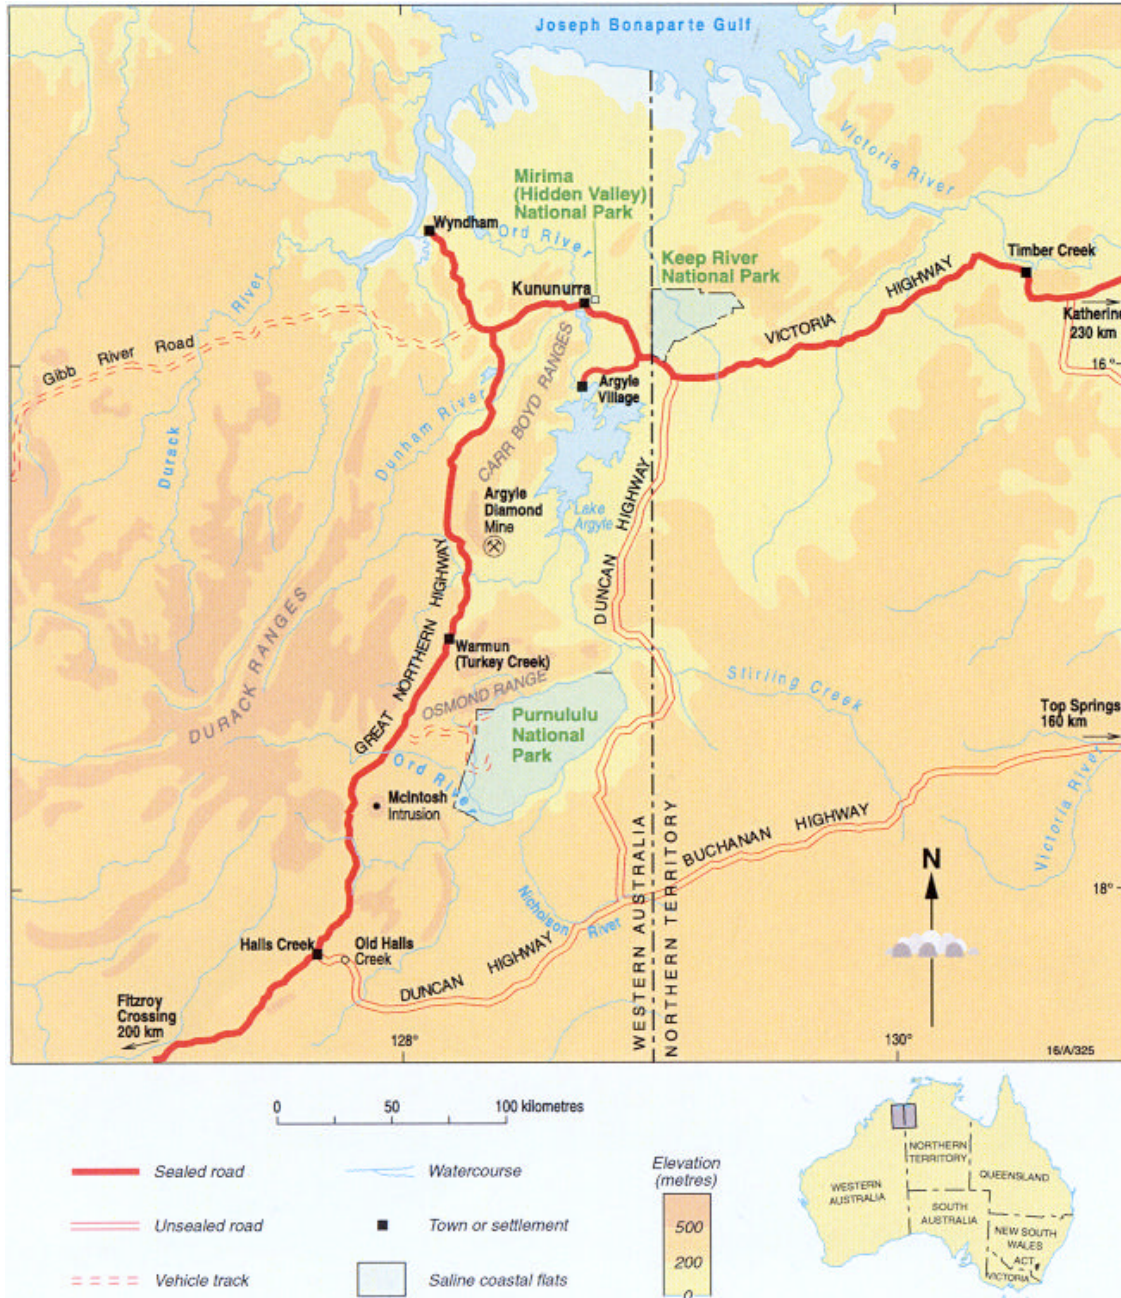 Joseph Bonaparte Gulf
Victoria River
Mirima
(Hidden Valley)
National Park
Wyndham
Ord River
Keep River
National Park
Timber Creek
Kununurra
VICTORIA HIGHWAY
Katherine
230 km
Gibb River Road
Durack River
16°
Argyle
Village
Dunham River
CARR BOYD RANGES
Argyle
Diamond
Mine
Lake
Argyle
DUNCAN HIGHWAY
GREAT NORTHERN HIGHWAY
DURACK RANGES
Warmun
(Turkey Creek)
OSMOND RANGE
Stirling Creek
Purnululu
National
Park
Top Springs
160 km
Ord River
McIntosh
Intrusion
Victoria River
BUCHANAN HIGHWAY
WESTERN AUSTRALIA
NORTHERN TERRITORY
N
18°
Nicholson River
Halls Creek
Old Halls
Creek
DUNCAN HIGHWAY
Fitzroy
Crossing
200 km
128°
130°
16/A/325
0 50 100 kilometres
Sealed road
Watercourse
Unsealed road
Town or settlement
Vehicle track
Saline coastal flats
Elevation
(metres)
500
200
0
NORTHERN
TERRITORY
WESTERN
AUSTRALIA
QUEENSLAND
SOUTH
AUSTRALIA
NEW SOUTH
WALES
ACT
VICTORIA